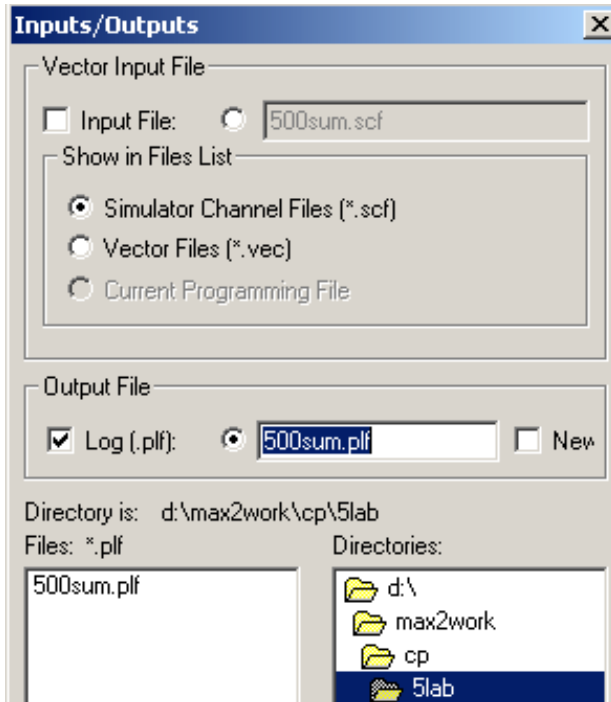 Inputs/Outputs
Vector Input File
Input File: 500sum.scf
Show in Files List
Simulator Channel Files (*.scf)
Vector Files (*.vec)
Current Programming File
Output File
Log (.plf): 500sum.plf New
Directory is: d:\max2work\cp\5lab
Files: *.plf Directories:
500sum.plf d:\
max2work
cp
5lab